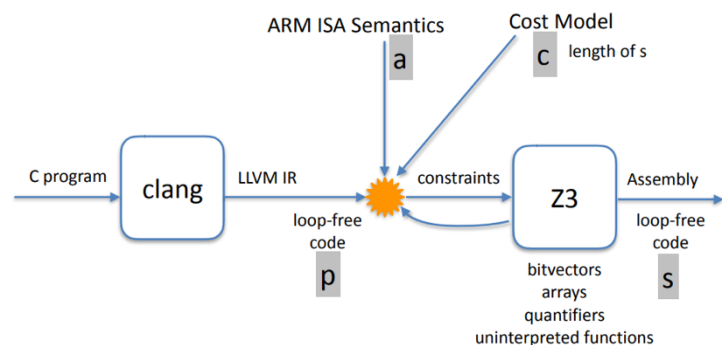 ARM ISA Semantics
a
Cost Model
c
length of s
C program
clang
LLVM IR
loop-free
code
p
constraints
Z3
bitvectors
arrays
quantifiers
uninterpreted functions
Assembly
loop-free
code
s